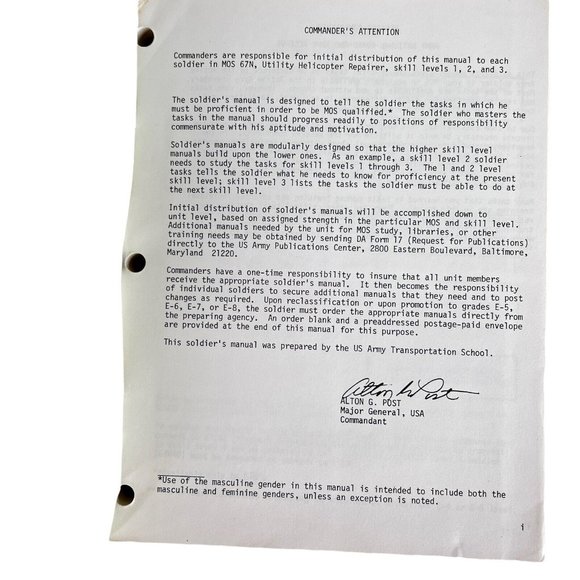 COMMANDER'S ATTENTION
Commanders are responsible for initial distribution of this manual to each
soldier in MOS 67N, Utility Helicopter Repairer, skill levels 1, 2, and 3.
The soldier's manual is designed to tell the soldier the tasks in which he
must be proficient in order to be MOS qualified.* The soldier who masters the
tasks in the manual should progress readily to positions of responsibility
commensurate with his aptitude and motivation.
Soldier's manuals are modularly designed so that the higher skill level
manuals build upon the lower ones. As an example, a skill level 2 soldier
needs to study the tasks for skill levels 1 through 3. The 1 and 2 level
tasks tells the soldier what he needs to know for proficiency at the present
skill level; skill level 3 lists the tasks the soldier must be able to do at
the next skill level.
Initial distribution of soldier's manuals will be accomplished down to
unit level, based on assigned strength in the particular MOS and skill level.
Additional manuals needed by the unit for MOS study, libraries, or other
training needs may be obtained by sending DA Form 17 (Request for Publications)
directly to the US Army Publications Center, 2800 Eastern Boulevard, Baltimore,
Maryland 21220.
Commanders have a one-time responsibility to insure that all unit members
receive the appropriate soldier's manual. It then becomes the responsibility
of individual soldiers to secure additional manuals that they need and to post
changes as required. Upon reclassification or upon promotion to grades E-5,
E-6, E-7, or E-8, the soldier must order the appropriate manuals directly from
the preparing agency. An order blank and a preaddressed postage-paid envelope
are provided at the end of this manual for this purpose.
This soldier's manual was prepared by the US Army Transportation School.
Alton G. Post
ALTON G. POST
Major General, USA
Commandant
*Use of the masculine gender in this manual is intended to include both the
masculine and feminine genders, unless an exception is noted.
i